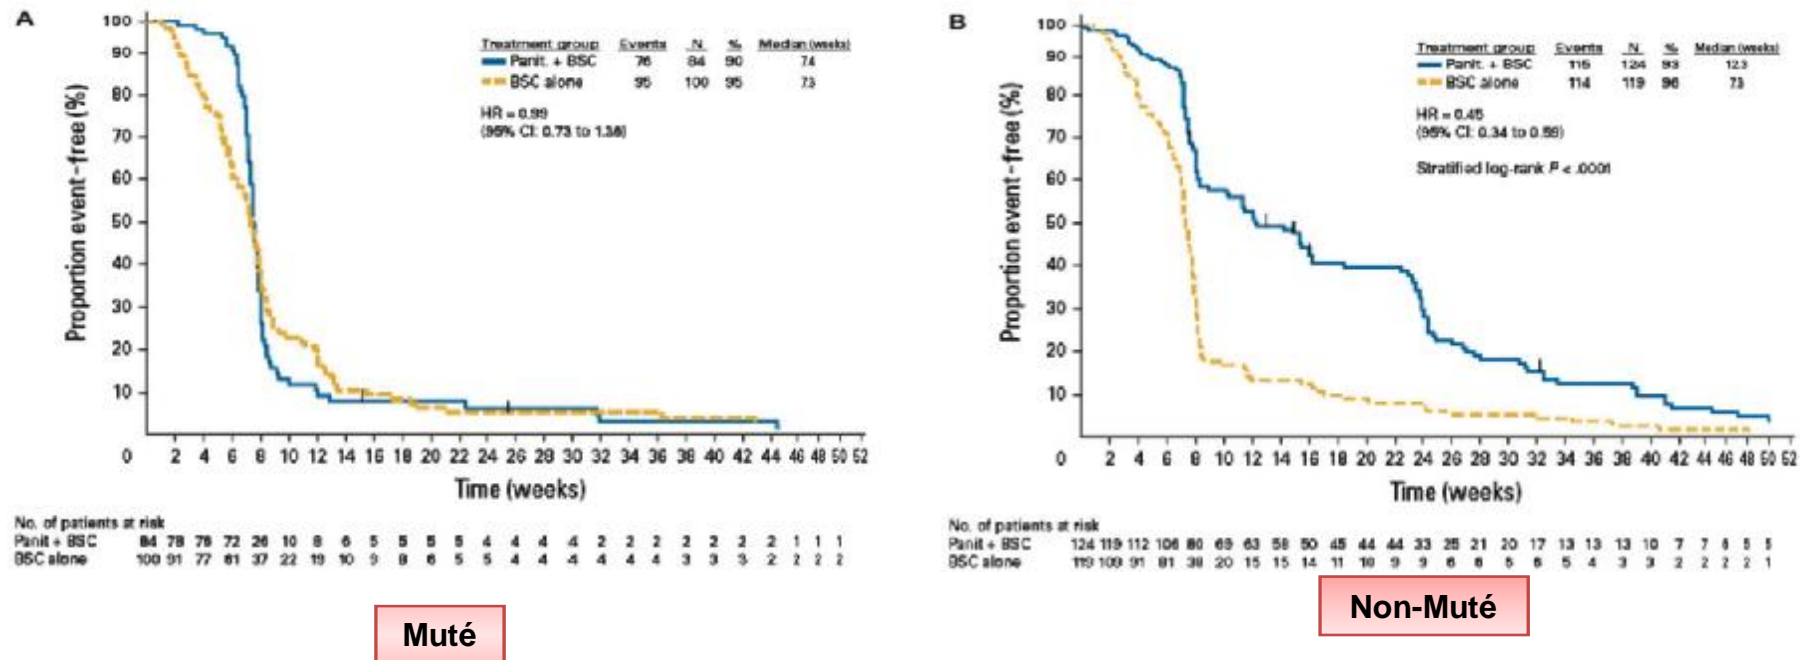 A
100
90
80
70
60
50
40
30
20
10
Proportion event-free (%)
Treatment group Events N % Median (weeks)
Panit. + BSC 76 84 90 7.4
BSC alone 95 100 95 7.3
HR = 0.99
(95% CI: 0.73 to 1.36)
0 2 4 6 8 10 12 14 16 18 20 22 24 26 28 30 32 34 36 38 40 42 44 46 48 50 52
Time (weeks)
No. of patients at risk
Panit + BSC 84 78 76 72 26 10 8 6 5 5 5 5 4 4 4 4 2 2 2 2 2 2 2 1 1 1
BSC alone 100 91 77 61 37 22 19 10 9 8 6 5 5 4 4 4 4 4 4 3 3 3 2 2 2 2
Muté
B
100
90
80
70
60
50
40
30
20
10
Proportion event-free (%)
Treatment group Events N % Median (weeks)
Panit. + BSC 115 124 93 12.3
BSC alone 114 119 96 7.3
HR = 0.45
(95% CI: 0.34 to 0.59)
Stratified log-rank P < .0001
0 2 4 6 8 10 12 14 16 18 20 22 24 26 28 30 32 34 36 38 40 42 44 46 48 50 52
Time (weeks)
No. of patients at risk
Panit + BSC 124 119 112 106 80 69 63 58 50 45 44 44 33 25 21 20 17 13 13 13 10 7 7 6 5 5
BSC alone 119 109 91 81 38 20 15 15 14 11 10 9 9 6 6 6 6 5 4 3 3 2 2 2 2 1
Non-Muté